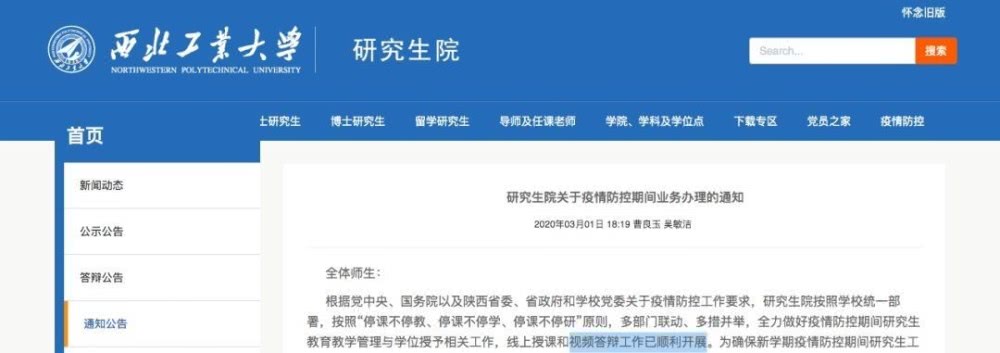 怀念旧版
西北工业大学
NORTHWESTERN POLYTECHNICAL UNIVERSITY
研究生院
Search...
搜索
首页
士研究生 博士研究生 留学研究生 导师及任课老师 学院、学科及学位点 下载专区 党员之家 疫情防控
新闻动态
公示公告
答辩公告
通知公告
研究生院关于疫情防控期间业务办理的通知
2020年03月01日 18:19 曹良玉 吴敏洁
全体师生：
根据党中央、国务院以及陕西省委、省政府和学校党委关于疫情防控工作要求，研究生院按照学校统一部
署，按照“停课不停教、停课不停学、停课不停研”原则，多部门联动、多措并举，全力做好疫情防控期间研究生
教育教学管理与学位授予相关工作，线上授课和视频答辩工作已顺利开展。为确保新学期疫情防控期间研究生工